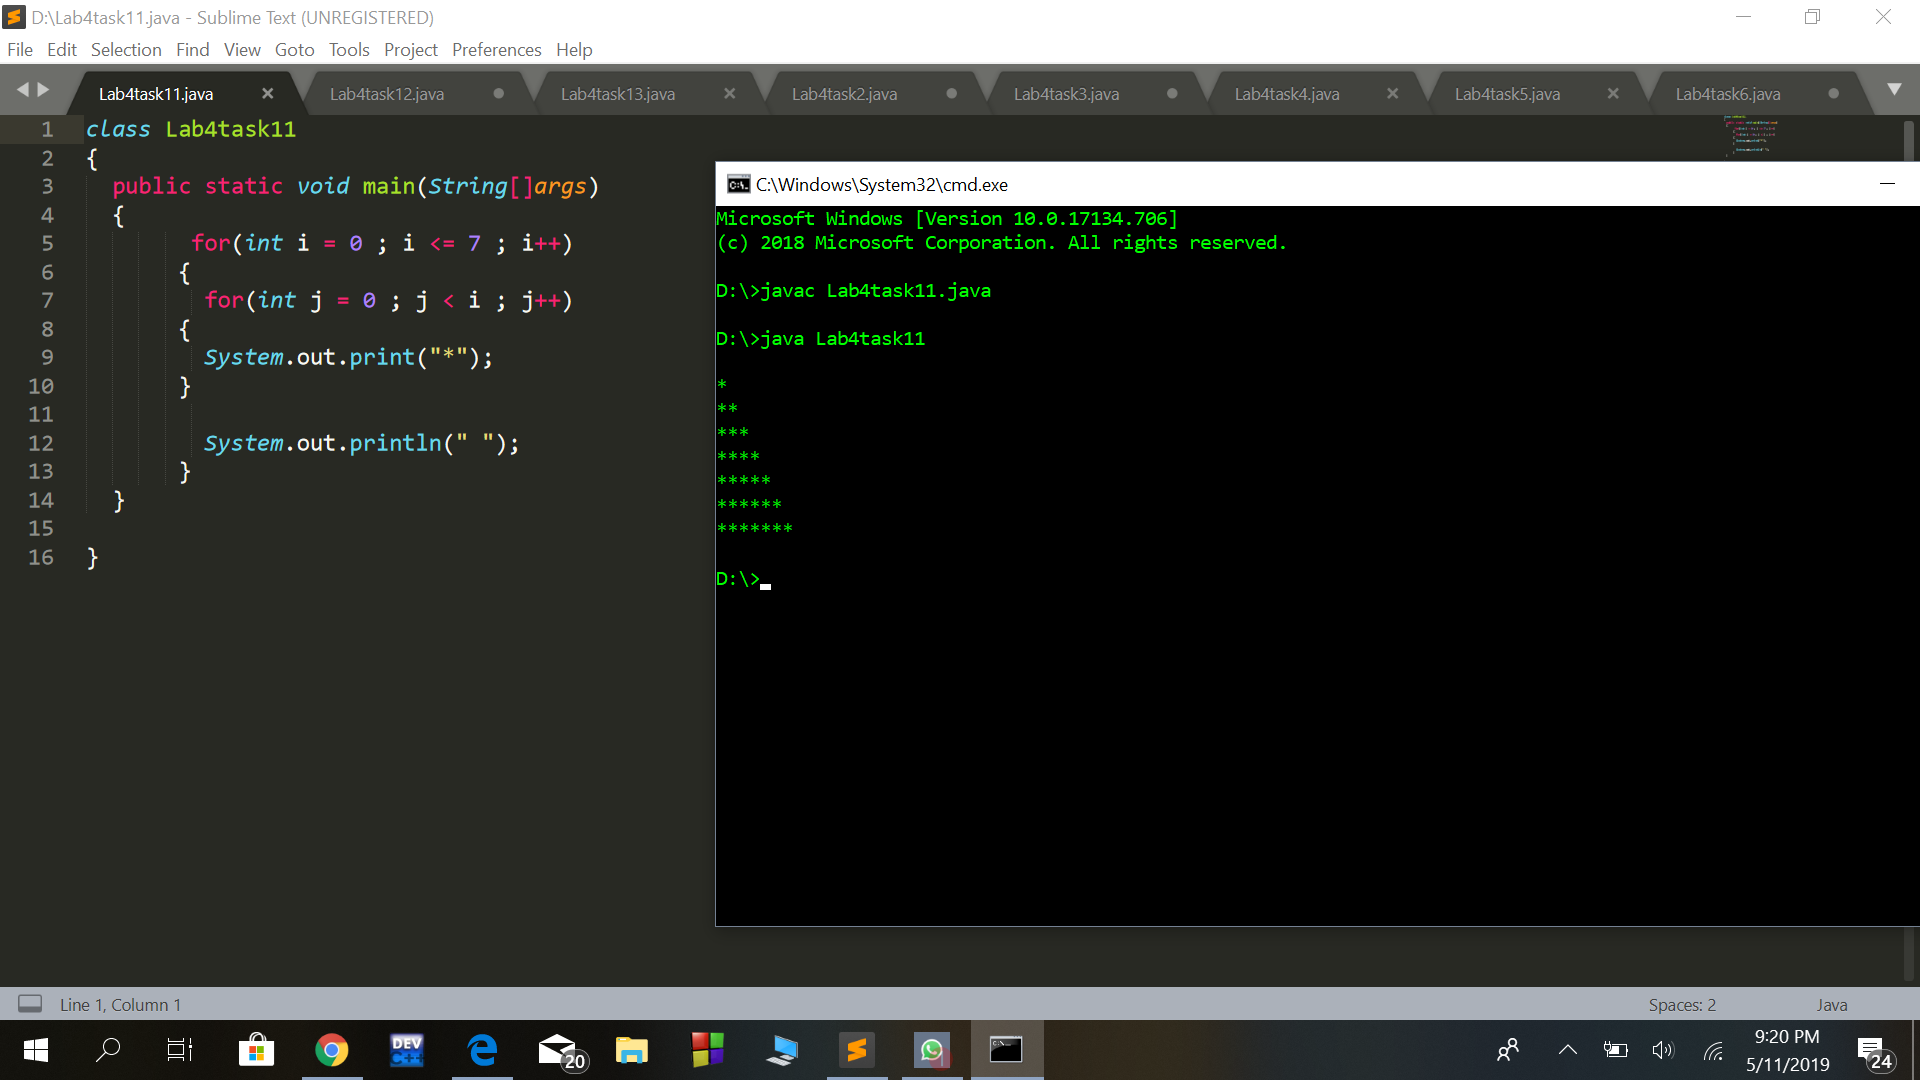 D:\Lab4task11.java - Sublime Text (UNREGISTERED)
File Edit Selection Find View Goto Tools Project Preferences Help
Lab4task11.java Lab4task12.java Lab4task13.java Lab4task2.java Lab4task3.java Lab4task4.java Lab4task5.java Lab4task6.java
1 class Lab4task11
2 {
3 public static void main(String[]args)
4 {
5 for(int i = 0 ; i <= 7 ; i++)
6 {
7 for(int j = 0 ; j < i ; j++)
8 {
9 System.out.print("*");
10 }
11
12 System.out.println(" ");
13 }
14 }
15
16 }
C:\Windows\System32\cmd.exe
Microsoft Windows [Version 10.0.17134.706]
(c) 2018 Microsoft Corporation. All rights reserved.
D:\>javac Lab4task11.java
D:\>java Lab4task11
*
**
***
****
*****
******
*******
D:\>
Line 1, Column 1
Spaces: 2
Java
DEV
C++
20
9:20 PM
5/11/2019
24